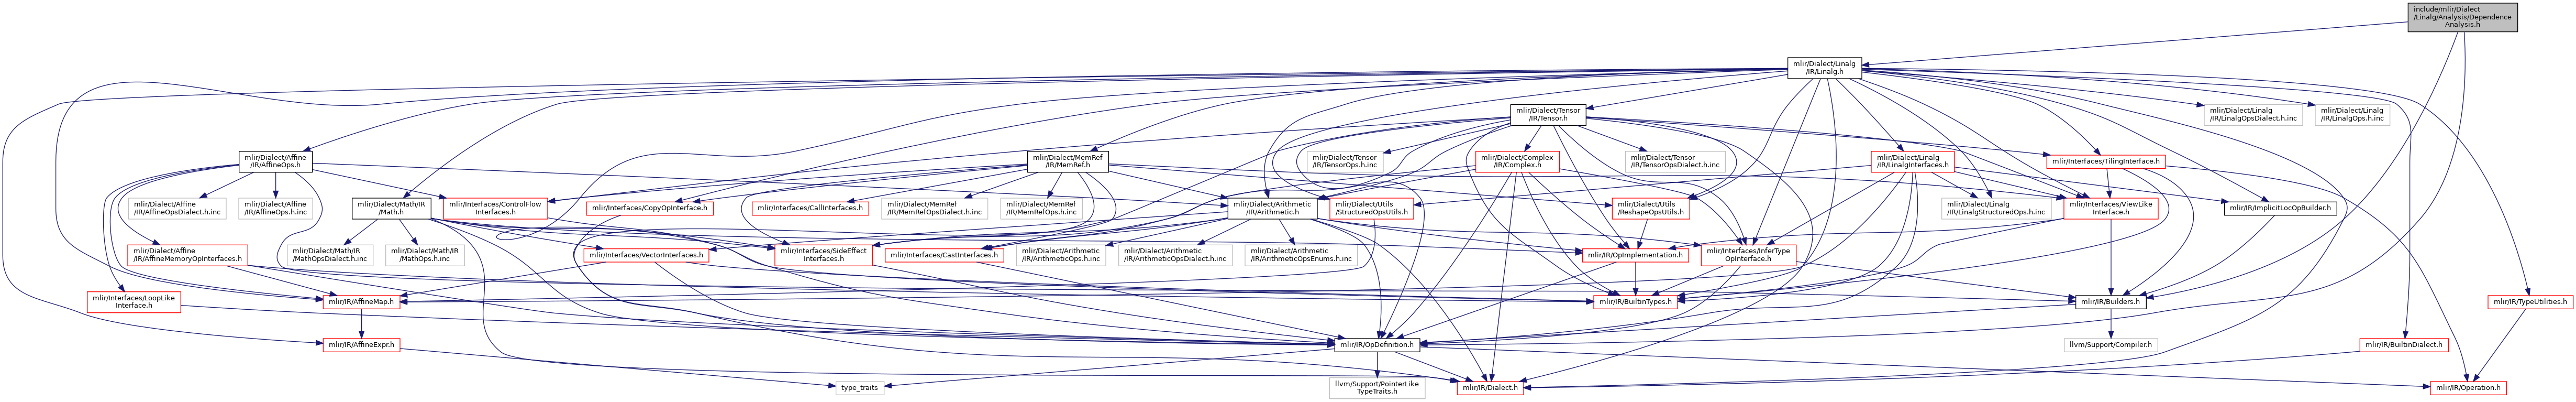 include/mlir/Dialect
/Linalg/Analysis/Dependence
Analysis.h
mlir/Dialect/Linalg
/IR/Linalg.h
mlir/Dialect/Tensor
/IR/Tensor.h
mlir/Dialect/Linalg
/IR/LinalgOpsDialect.h.inc
mlir/Dialect/Linalg
/IR/LinalgOps.h.inc
mlir/Dialect/Affine
/IR/AffineOps.h
mlir/Dialect/MemRef
/IR/MemRef.h
mlir/Dialect/Tensor
/IR/TensorOps.h.inc
mlir/Dialect/Complex
/IR/Complex.h
mlir/Dialect/Tensor
/IR/TensorOpsDialect.h.inc
mlir/Dialect/Linalg
/IR/LinalgInterfaces.h
mlir/Interfaces/TilingInterface.h
mlir/Dialect/Affine
/IR/AffineOpsDialect.h.inc
mlir/Dialect/Affine
/IR/AffineOps.h.inc
mlir/Dialect/Math/IR
/Math.h
mlir/Interfaces/ControlFlow
Interfaces.h
mlir/Interfaces/CopyOpInterface.h
mlir/Interfaces/CallInterfaces.h
mlir/Dialect/MemRef
/IR/MemRefOpsDialect.h.inc
mlir/Dialect/MemRef
/IR/MemRefOps.h.inc
mlir/Dialect/Arithmetic
/IR/Arithmetic.h
mlir/Dialect/Utils
/StructuredOpsUtils.h
mlir/Dialect/Utils
/ReshapeOpsUtils.h
mlir/Dialect/Linalg
/IR/LinalgStructuredOps.h.inc
mlir/Interfaces/ViewLike
Interface.h
mlir/IR/ImplicitLocOpBuilder.h
mlir/Dialect/Affine
/IR/AffineMemoryOpInterfaces.h
mlir/Dialect/Math/IR
/MathOpsDialect.h.inc
mlir/Dialect/Math/IR
/MathOps.h.inc
mlir/Interfaces/VectorInterfaces.h
mlir/Interfaces/SideEffect
Interfaces.h
mlir/Interfaces/CastInterfaces.h
mlir/Dialect/Arithmetic
/IR/ArithmeticOps.h.inc
mlir/Dialect/Arithmetic
/IR/ArithmeticOpsDialect.h.inc
mlir/Dialect/Arithmetic
/IR/ArithmeticOpsEnums.h.inc
mlir/IR/OpImplementation.h
mlir/Interfaces/InferType
OpInterface.h
mlir/Interfaces/LoopLike
Interface.h
mlir/IR/AffineMap.h
mlir/IR/BuiltinTypes.h
mlir/IR/Builders.h
mlir/IR/TypeUtilities.h
mlir/IR/AffineExpr.h
mlir/IR/OpDefinition.h
llvm/Support/Compiler.h
mlir/IR/BuiltinDialect.h
type_traits
llvm/Support/PointerLike
TypeTraits.h
mlir/IR/Dialect.h
mlir/IR/Operation.h